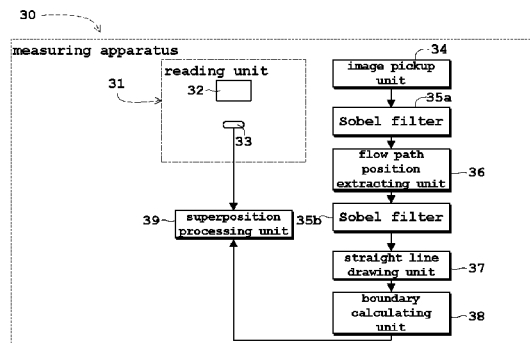 30
measuring apparatus
reading unit
31
32
33
34
image pickup
unit
35a
Sobel filter
flow path
position
extracting unit
36
39
superposition
processing unit
35b
Sobel filter
straight line
drawing unit
37
boundary
calculating
unit
38